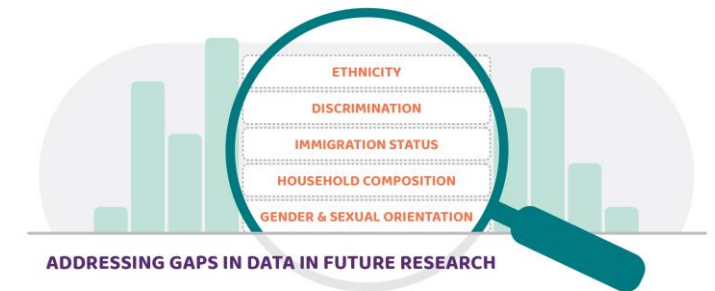 ETHNICITY
DISCRIMINATION
IMMIGRATION STATUS
HOUSEHOLD COMPOSITION
GENDER & SEXUAL ORIENTATION
ADDRESSING GAPS IN DATA IN FUTURE RESEARCH